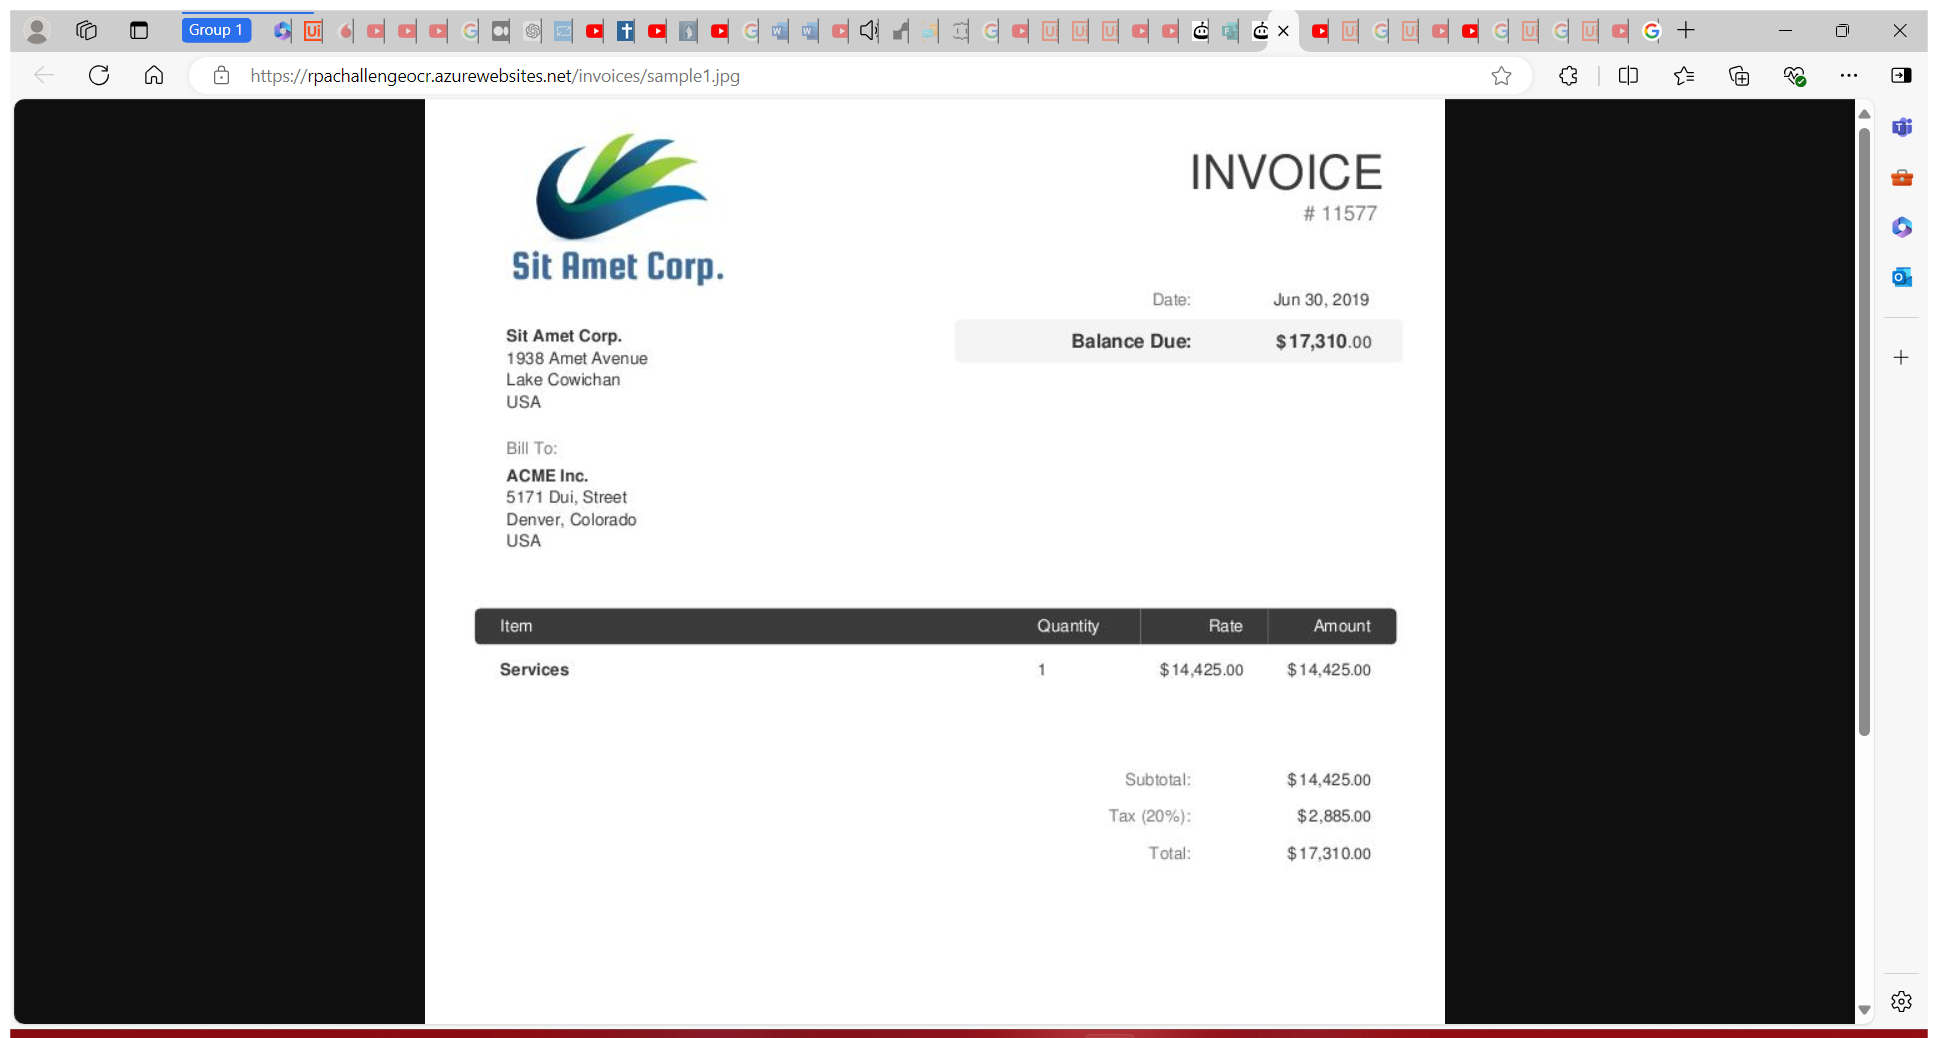 Group 1
https://rpachallengeocr.azurewebsites.net/invoices/sample1.jpg
Sit Amet Corp.
INVOICE
# 11577
Date: Jun 30, 2019
Balance Due: $17,310.00
Sit Amet Corp.
1938 Amet Avenue
Lake Cowichan
USA
Bill To:
ACME Inc.
5171 Dui, Street
Denver, Colorado
USA
Item Quantity Rate Amount
Services 1 $14,425.00 $14,425.00
Subtotal: $14,425.00
Tax (20%): $2,885.00
Total: $17,310.00